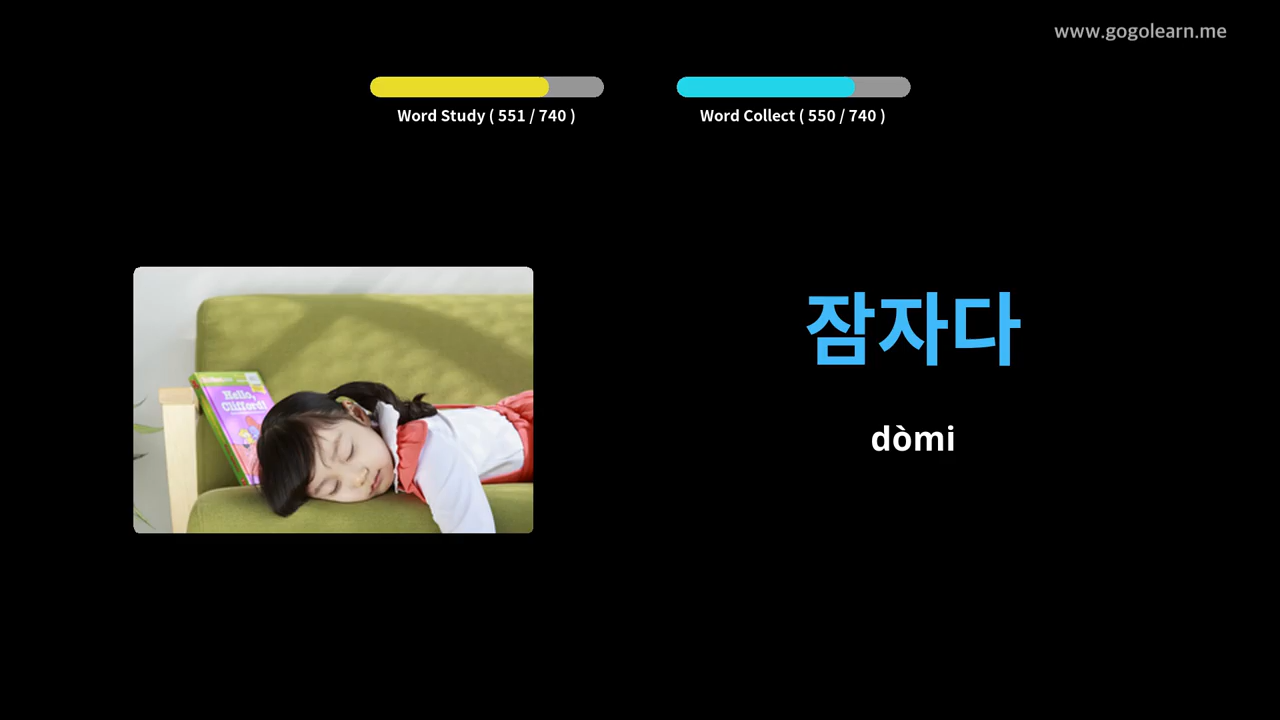 www.gogolearn.me
Word Study ( 551 / 740 )
Word Collect ( 550 / 740 )
Hello,
Clifford!
잠자다
dòmi